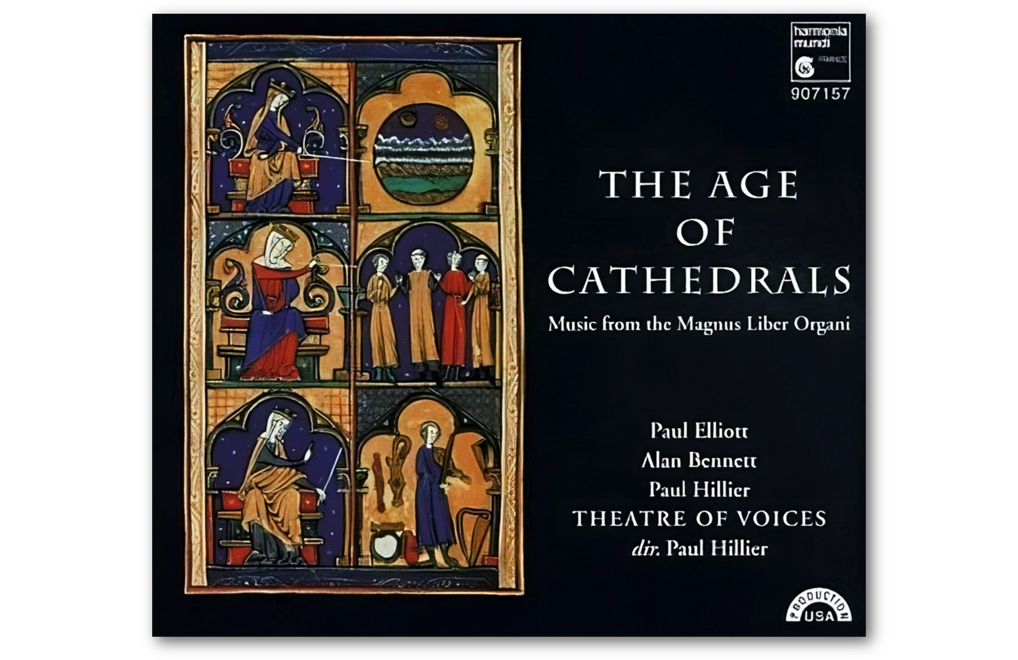 harmonia
mundi
907157
THE AGE
OF
CATHEDRALS
Music from the Magnus Liber Organi
Paul Elliott
Alan Bennett
Paul Hillier
THEATRE OF VOICES
dir. Paul Hillier
PRODUCTION
USA